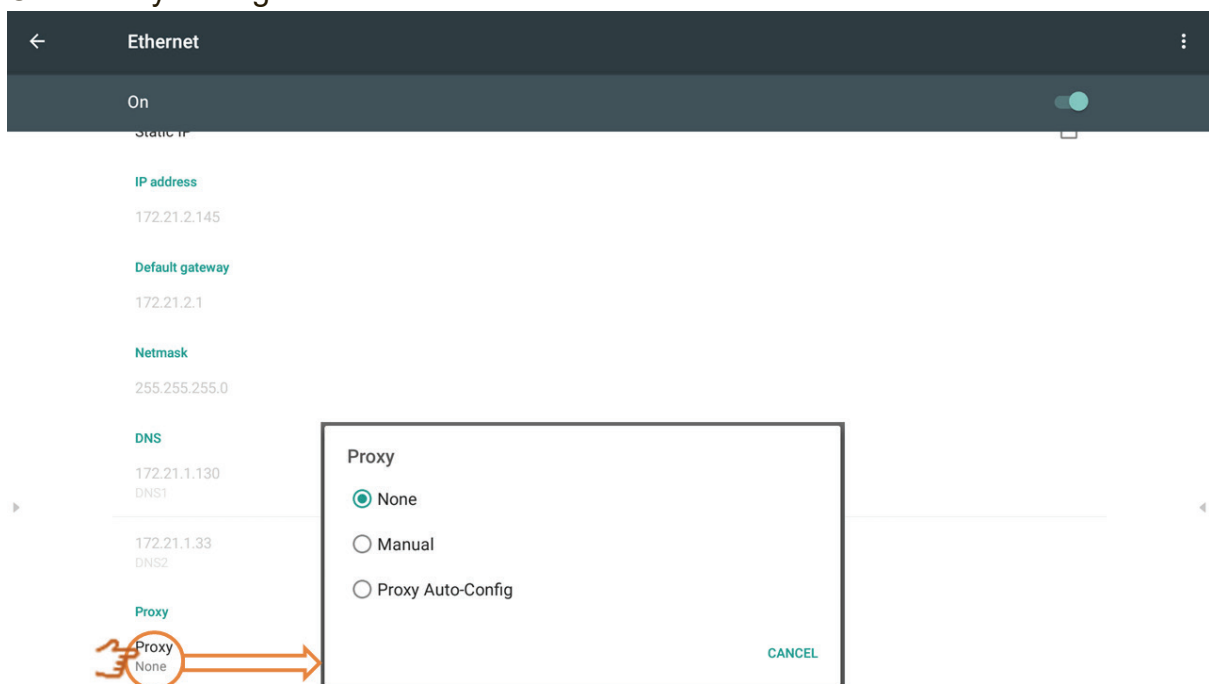 Ethernet
On
Static IP
IP address
172.21.2.145
Default gateway
172.21.2.1
Netmask
255.255.255.0
DNS
172.21.1.130
DNS1
172.21.1.33
DNS2
Proxy
Proxy
None
Proxy
None
Manual
Proxy Auto-Config
CANCEL